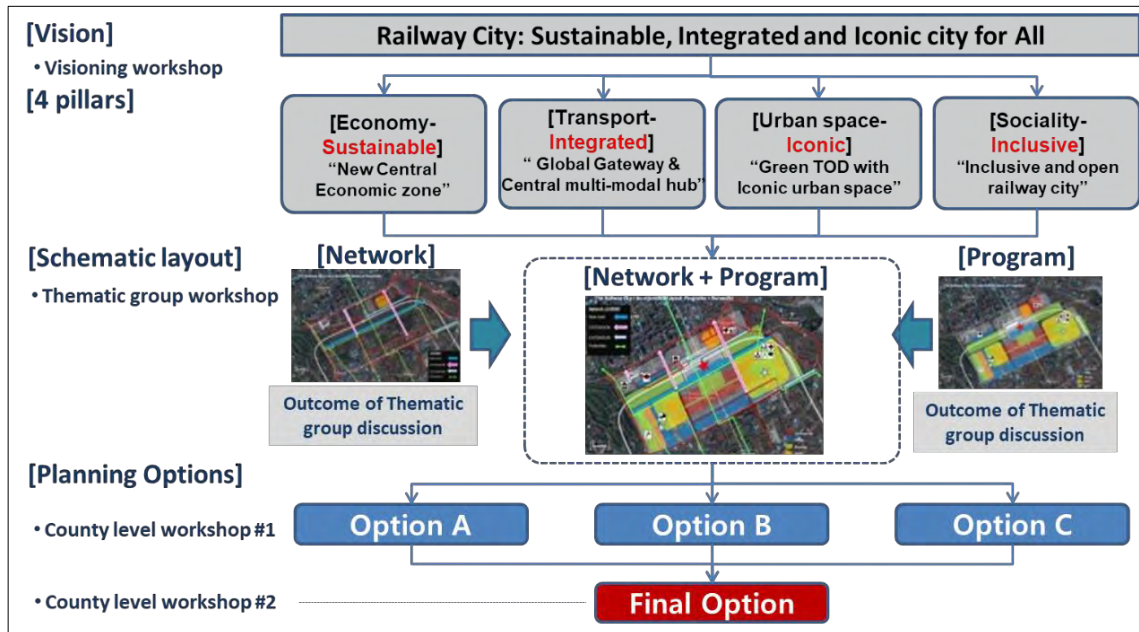 [Vision]
• Visioning workshop
Railway City: Sustainable, Integrated and Iconic city for All
[4 pillars]
[Economy-
Sustainable]
“New Central
Economic zone”
[Transport-
Integrated]
“ Global Gateway &
Central multi-modal hub”
[Urban space-
Iconic]
“Green TOD with
Iconic urban space”
[Sociality-
Inclusive]
“Inclusive and open
railway city”
[Schematic layout]
• Thematic group workshop
[Network]
Outcome of Thematic
group discussion
[Network + Program]
[Program]
Outcome of Thematic
group discussion
[Planning Options]
• County level workshop #1
Option A
Option B
Option C
• County level workshop #2
Final Option